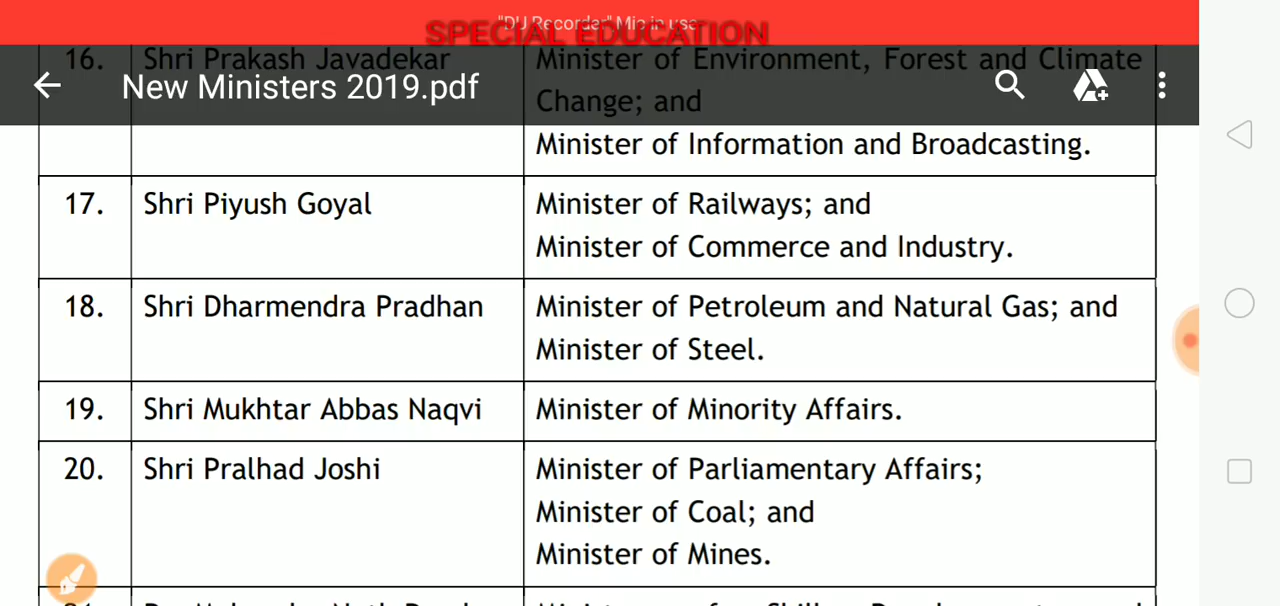 "DU Recorder" Mic in use
SPECIAL EDUCATION
New Ministers 2019.pdf
16. Shri Prakash Javadekar Minister of Environment, Forest and Climate
Change; and
Minister of Information and Broadcasting.
17. Shri Piyush Goyal Minister of Railways; and
Minister of Commerce and Industry.
18. Shri Dharmendra Pradhan Minister of Petroleum and Natural Gas; and
Minister of Steel.
19. Shri Mukhtar Abbas Naqvi Minister of Minority Affairs.
20. Shri Pralhad Joshi Minister of Parliamentary Affairs;
Minister of Coal; and
Minister of Mines.